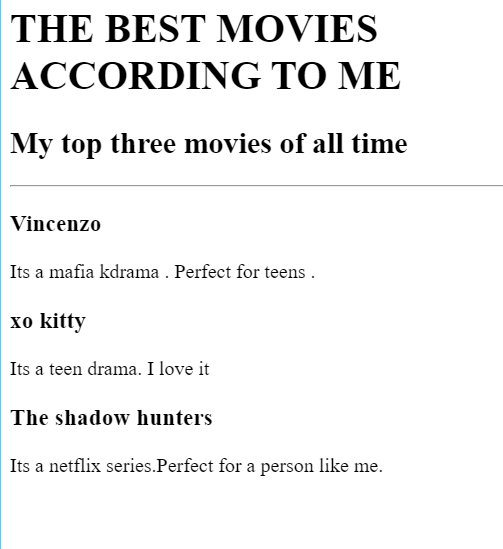 THE BEST MOVIES
ACCORDING TO ME
My top three movies of all time
Vincenzo
Its a mafia kdrama . Perfect for teens .
xo kitty
Its a teen drama. I love it
The shadow hunters
Its a netflix series.Perfect for a person like me.